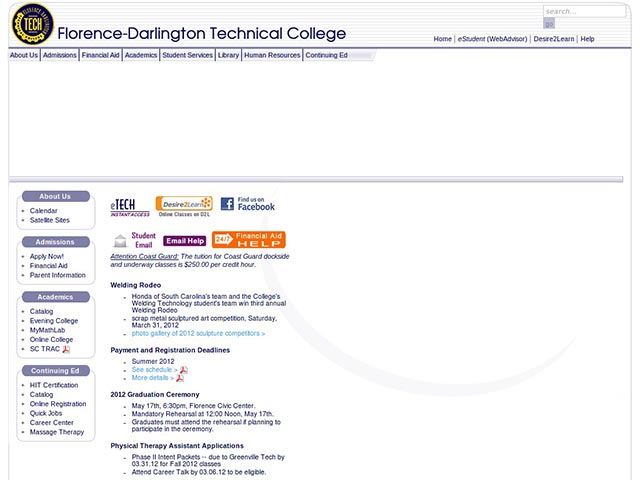 TECH
Florence-Darlington Technical College
search...
go
Home | eStudent (WebAdvisor) | Desire2Learn | Help
About Us | Admissions | Financial Aid | Academics | Student Services | Library | Human Resources | Continuing Ed
About Us
Calendar
Satellite Sites
Admissions
Apply Now!
Financial Aid
Parent Information
Academics
Catalog
Evening College
MyMathLab
Online College
SC TRAC
Continuing Ed
HIT Certification
Catalog
Online Registration
Quick Jobs
Career Center
Massage Therapy
eTECH
INSTANT ACCESS
Desire2Learn
Online Classes on D2L
Find us on
Facebook
Student
Email
Email Help
24/7 Financial Aid
HELP
Attention Coast Guard: The tuition for Coast Guard dockside
and underway classes is $250.00 per credit hour.
Welding Rodeo
Honda of South Carolina's team and the College's
Welding Technology student's team win third annual
Welding Rodeo
scrap metal sculptured art competition, Saturday,
March 31, 2012
photo gallery of 2012 sculpture competitors >
Payment and Registration Deadlines
Summer 2012
See schedule >
More details >
2012 Graduation Ceremony
May 17th, 6:30pm, Florence Civic Center.
Mandatory Rehearsal at 12:00 Noon, May 17th.
Graduates must attend the rehearsal if planning to
participate in the ceremony.
Physical Therapy Assistant Applications
Phase II Intent Packets -- due to Greenville Tech by
03.31.12 for Fall 2012 classes
Attend Career Talk by 03.06.12 to be eligible.